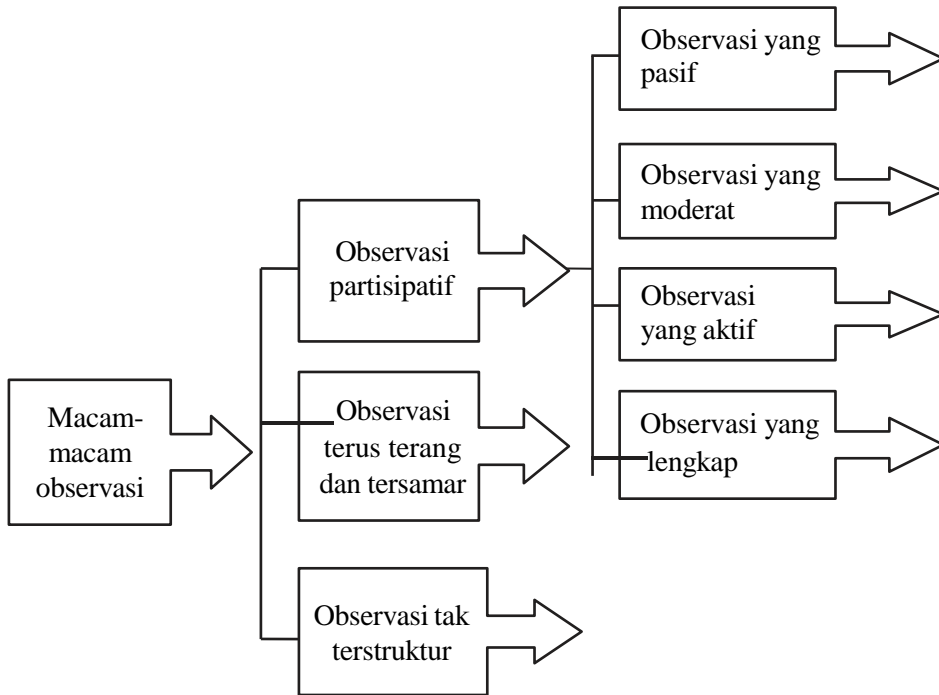 Macam-
macam
observasi
Observasi
partisipatif
Observasi
terus terang
dan tersamar
Observasi tak
terstruktur
Observasi yang
pasif
Observasi yang
moderat
Observasi
yang aktif
Observasi yang
lengkap